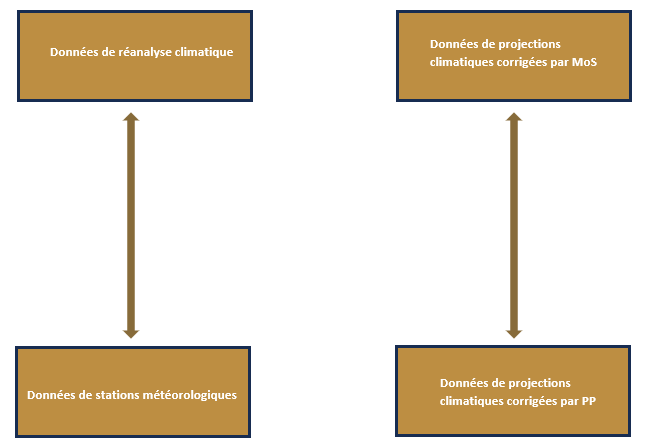 Données de réanalyse climatique
Données de projections
climatiques corrigées par MoS
Données de stations météorologiques
Données de projections
climatiques corrigées par PP